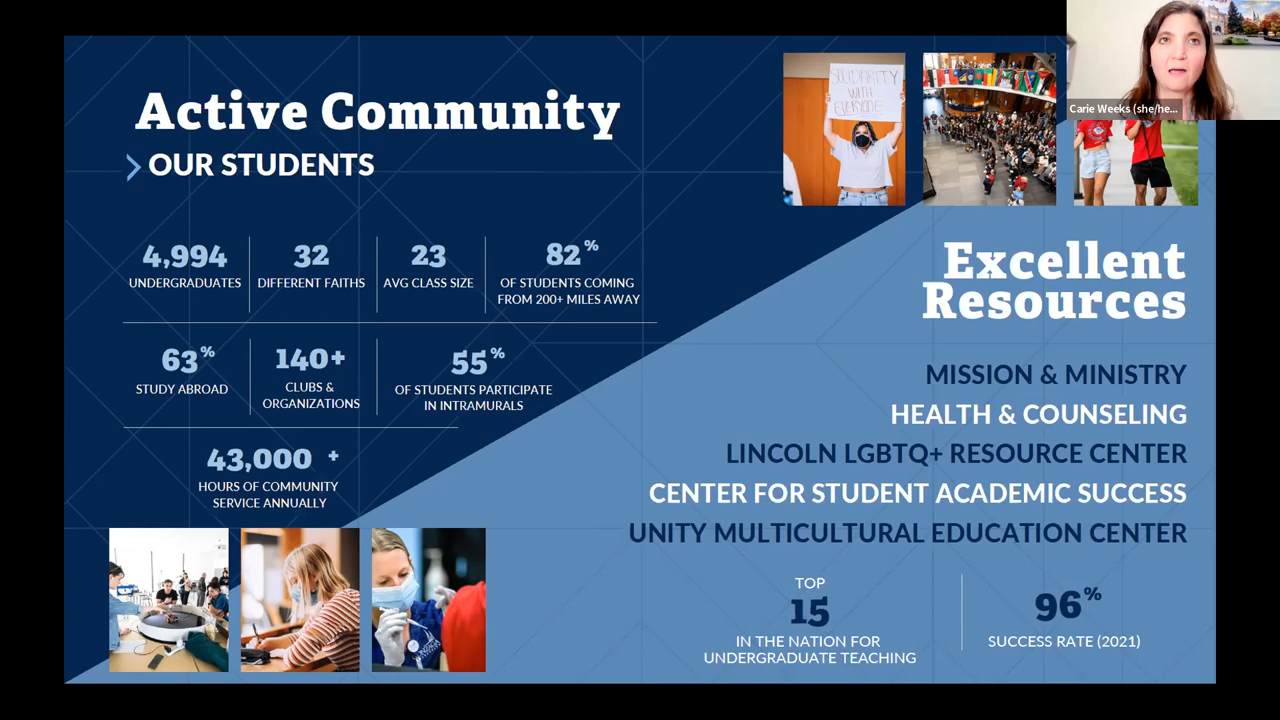 Active Community
OUR STUDENTS
4,994
UNDERGRADUATES
32
DIFFERENT FAITHS
23
AVG CLASS SIZE
82%
OF STUDENTS COMING
FROM 200+ MILES AWAY
63%
STUDY ABROAD
140+
CLUBS &
ORGANIZATIONS
55%
OF STUDENTS PARTICIPATE
IN INTRAMURALS
43,000 +
HOURS OF COMMUNITY
SERVICE ANNUALLY
SOLIDARITY
WITH
EVERYONE
Carie Weeks (she/he...
Excellent
Resources
MISSION & MINISTRY
HEALTH & COUNSELING
LINCOLN LGBTQ+ RESOURCE CENTER
CENTER FOR STUDENT ACADEMIC SUCCESS
UNITY MULTICULTURAL EDUCATION CENTER
TOP
15
IN THE NATION FOR
UNDERGRADUATE TEACHING
96%
SUCCESS RATE (2021)